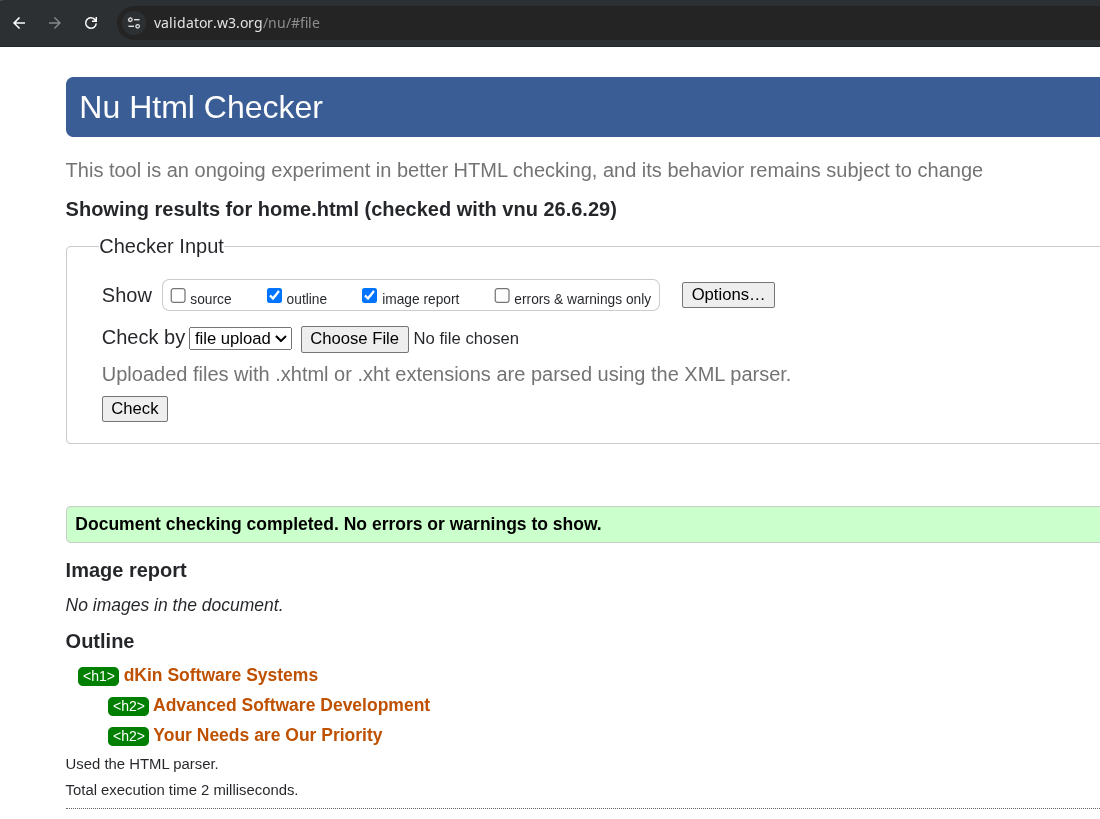 validator.w3.org/nu/#file
Nu Html Checker
This tool is an ongoing experiment in better HTML checking, and its behavior remains subject to change
Showing results for home.html (checked with vnu 26.6.29)
Checker Input
Show source outline image report errors & warnings only Options…
Check by file upload Choose File No file chosen
Uploaded files with .xhtml or .xht extensions are parsed using the XML parser.
Check
Document checking completed. No errors or warnings to show.
Image report
No images in the document.
Outline
<h1> dKin Software Systems
<h2> Advanced Software Development
<h2> Your Needs are Our Priority
Used the HTML parser.
Total execution time 2 milliseconds.